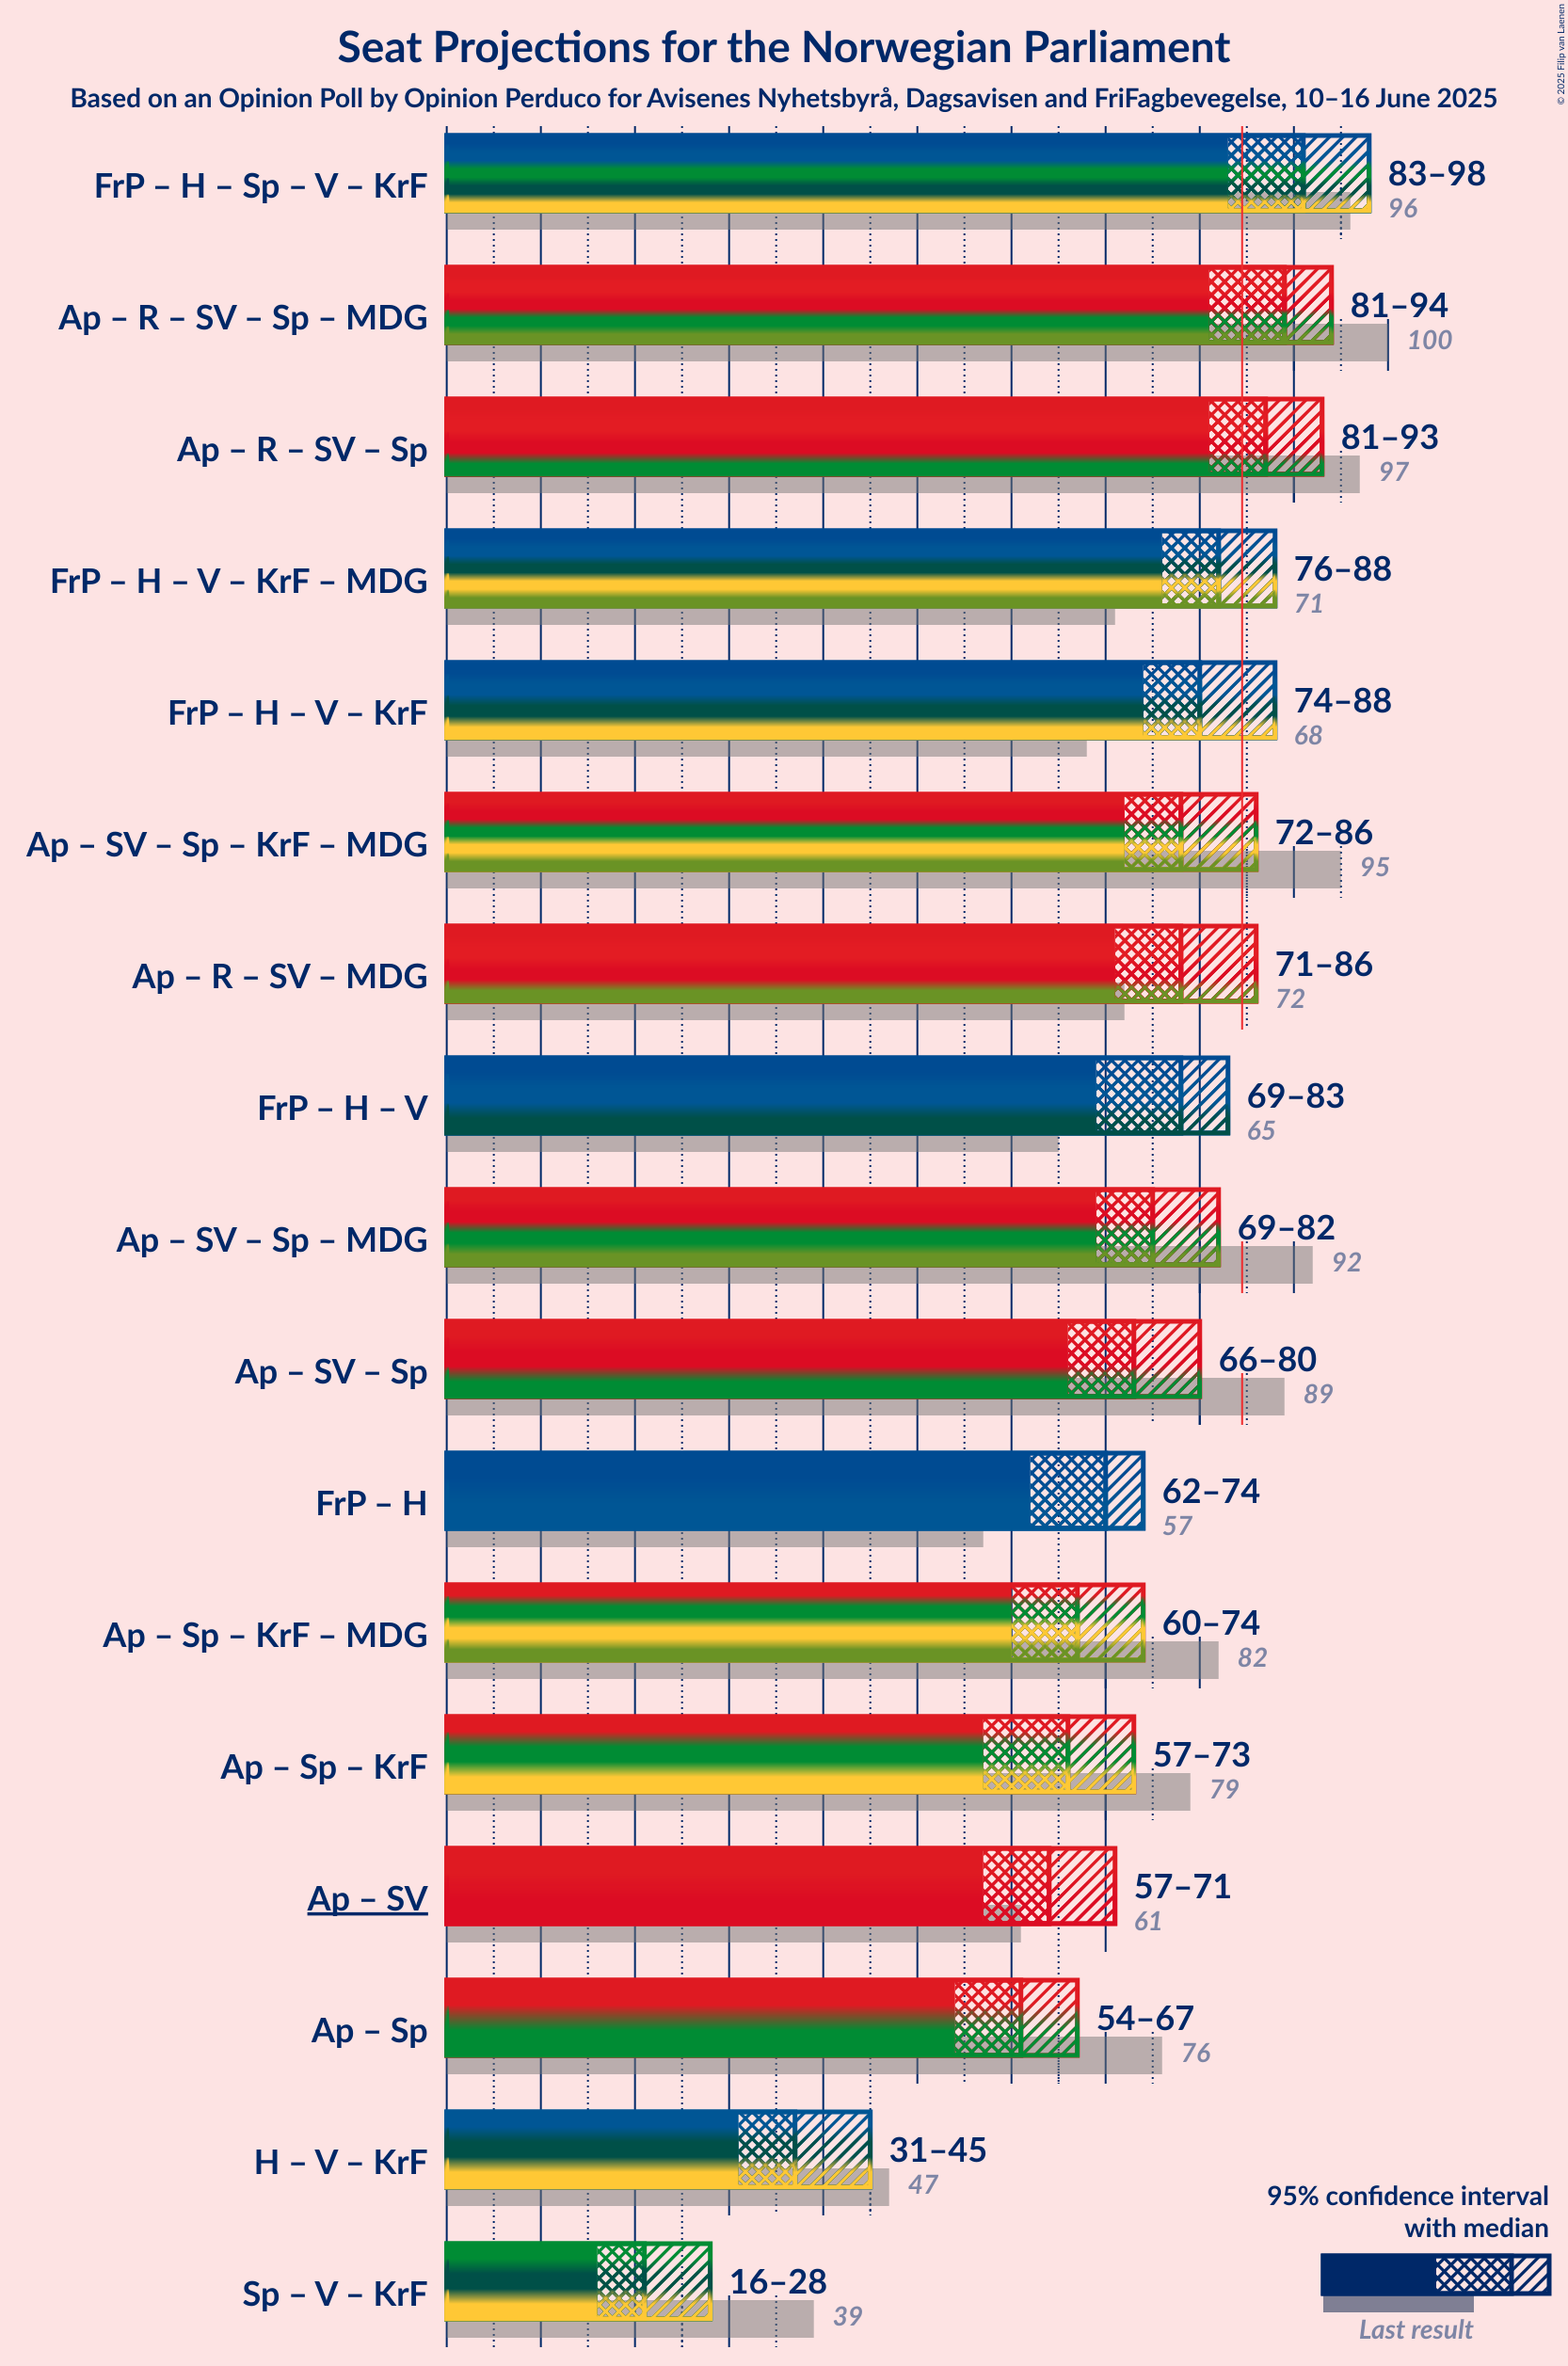 Seat Projections for the Norwegian Parliament
Based on an Opinion Poll by Opinion Perduco for Avisenes Nyhetsbyrå, Dagsavisen and FriFagbevegelse, 10–16 June 2025
© 2025 Filip van Laenen
FrP – H – Sp – V – KrF
83–98
96
Ap – R – SV – Sp – MDG
81–94
100
Ap – R – SV – Sp
81–93
97
FrP – H – V – KrF – MDG
76–88
71
FrP – H – V – KrF
74–88
68
Ap – SV – Sp – KrF – MDG
72–86
95
Ap – R – SV – MDG
71–86
72
FrP – H – V
69–83
65
Ap – SV – Sp – MDG
69–82
92
Ap – SV – Sp
66–80
89
FrP – H
62–74
57
Ap – Sp – KrF – MDG
60–74
82
Ap – Sp – KrF
57–73
79
Ap – SV
57–71
61
Ap – Sp
54–67
76
H – V – KrF
31–45
47
Sp – V – KrF
16–28
39
95% confidence interval
with median
Last result